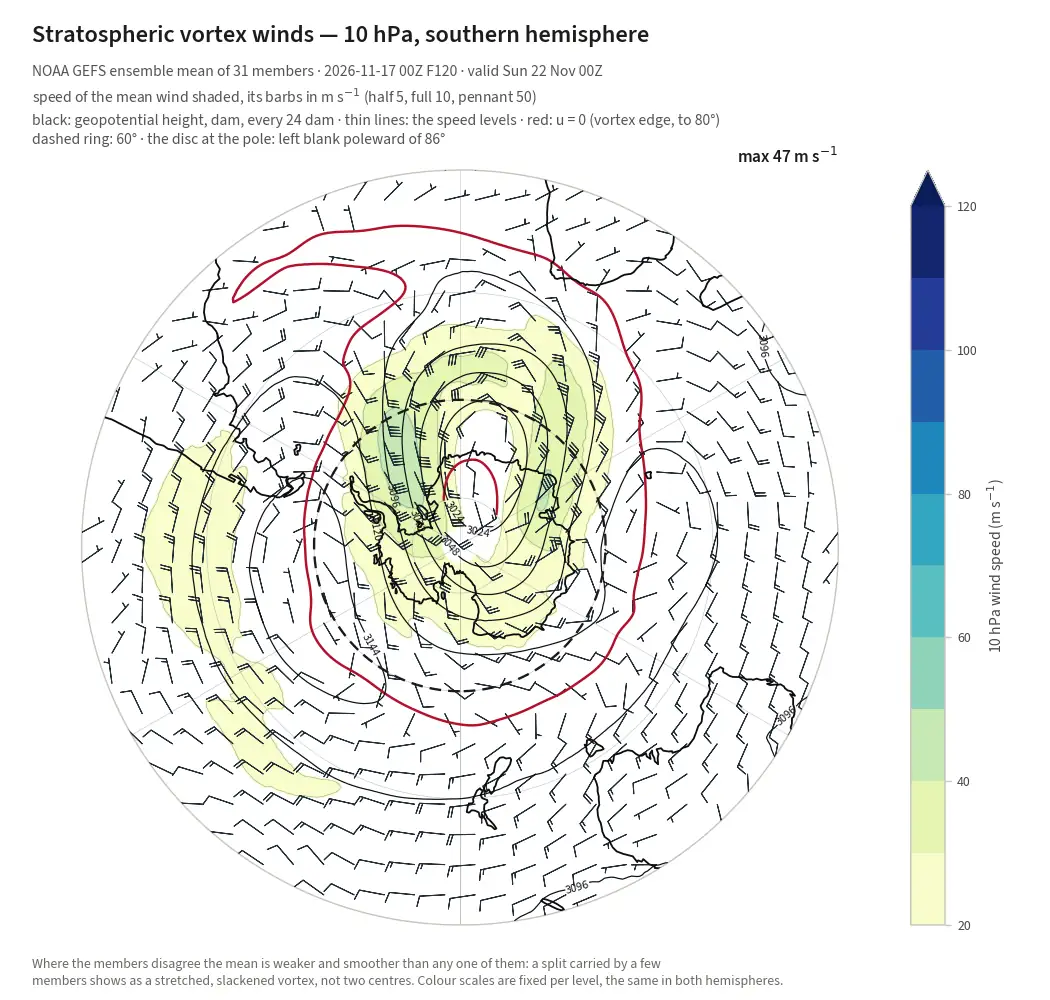 Stratospheric vortex winds — 10 hPa, southern hemisphere
NOAA GEFS ensemble mean of 31 members · 2026-11-17 00Z F120 · valid Sun 22 Nov 00Z
speed of the mean wind shaded, its barbs in m s⁻¹ (half 5, full 10, pennant 50)
black: geopotential height, dam, every 24 dam · thin lines: the speed levels · red: u = 0 (vortex edge, to 80°)
dashed ring: 60° · the disc at the pole: left blank poleward of 86°
max 47 m s⁻¹
120
100
80
60
40
20
10 hPa wind speed (m s⁻¹)
3096
3096
3024
3048
3144
3096
3096
Where the members disagree the mean is weaker and smoother than any one of them: a split carried by a few
members shows as a stretched, slackened vortex, not two centres. Colour scales are fixed per level, the same in both hemispheres.